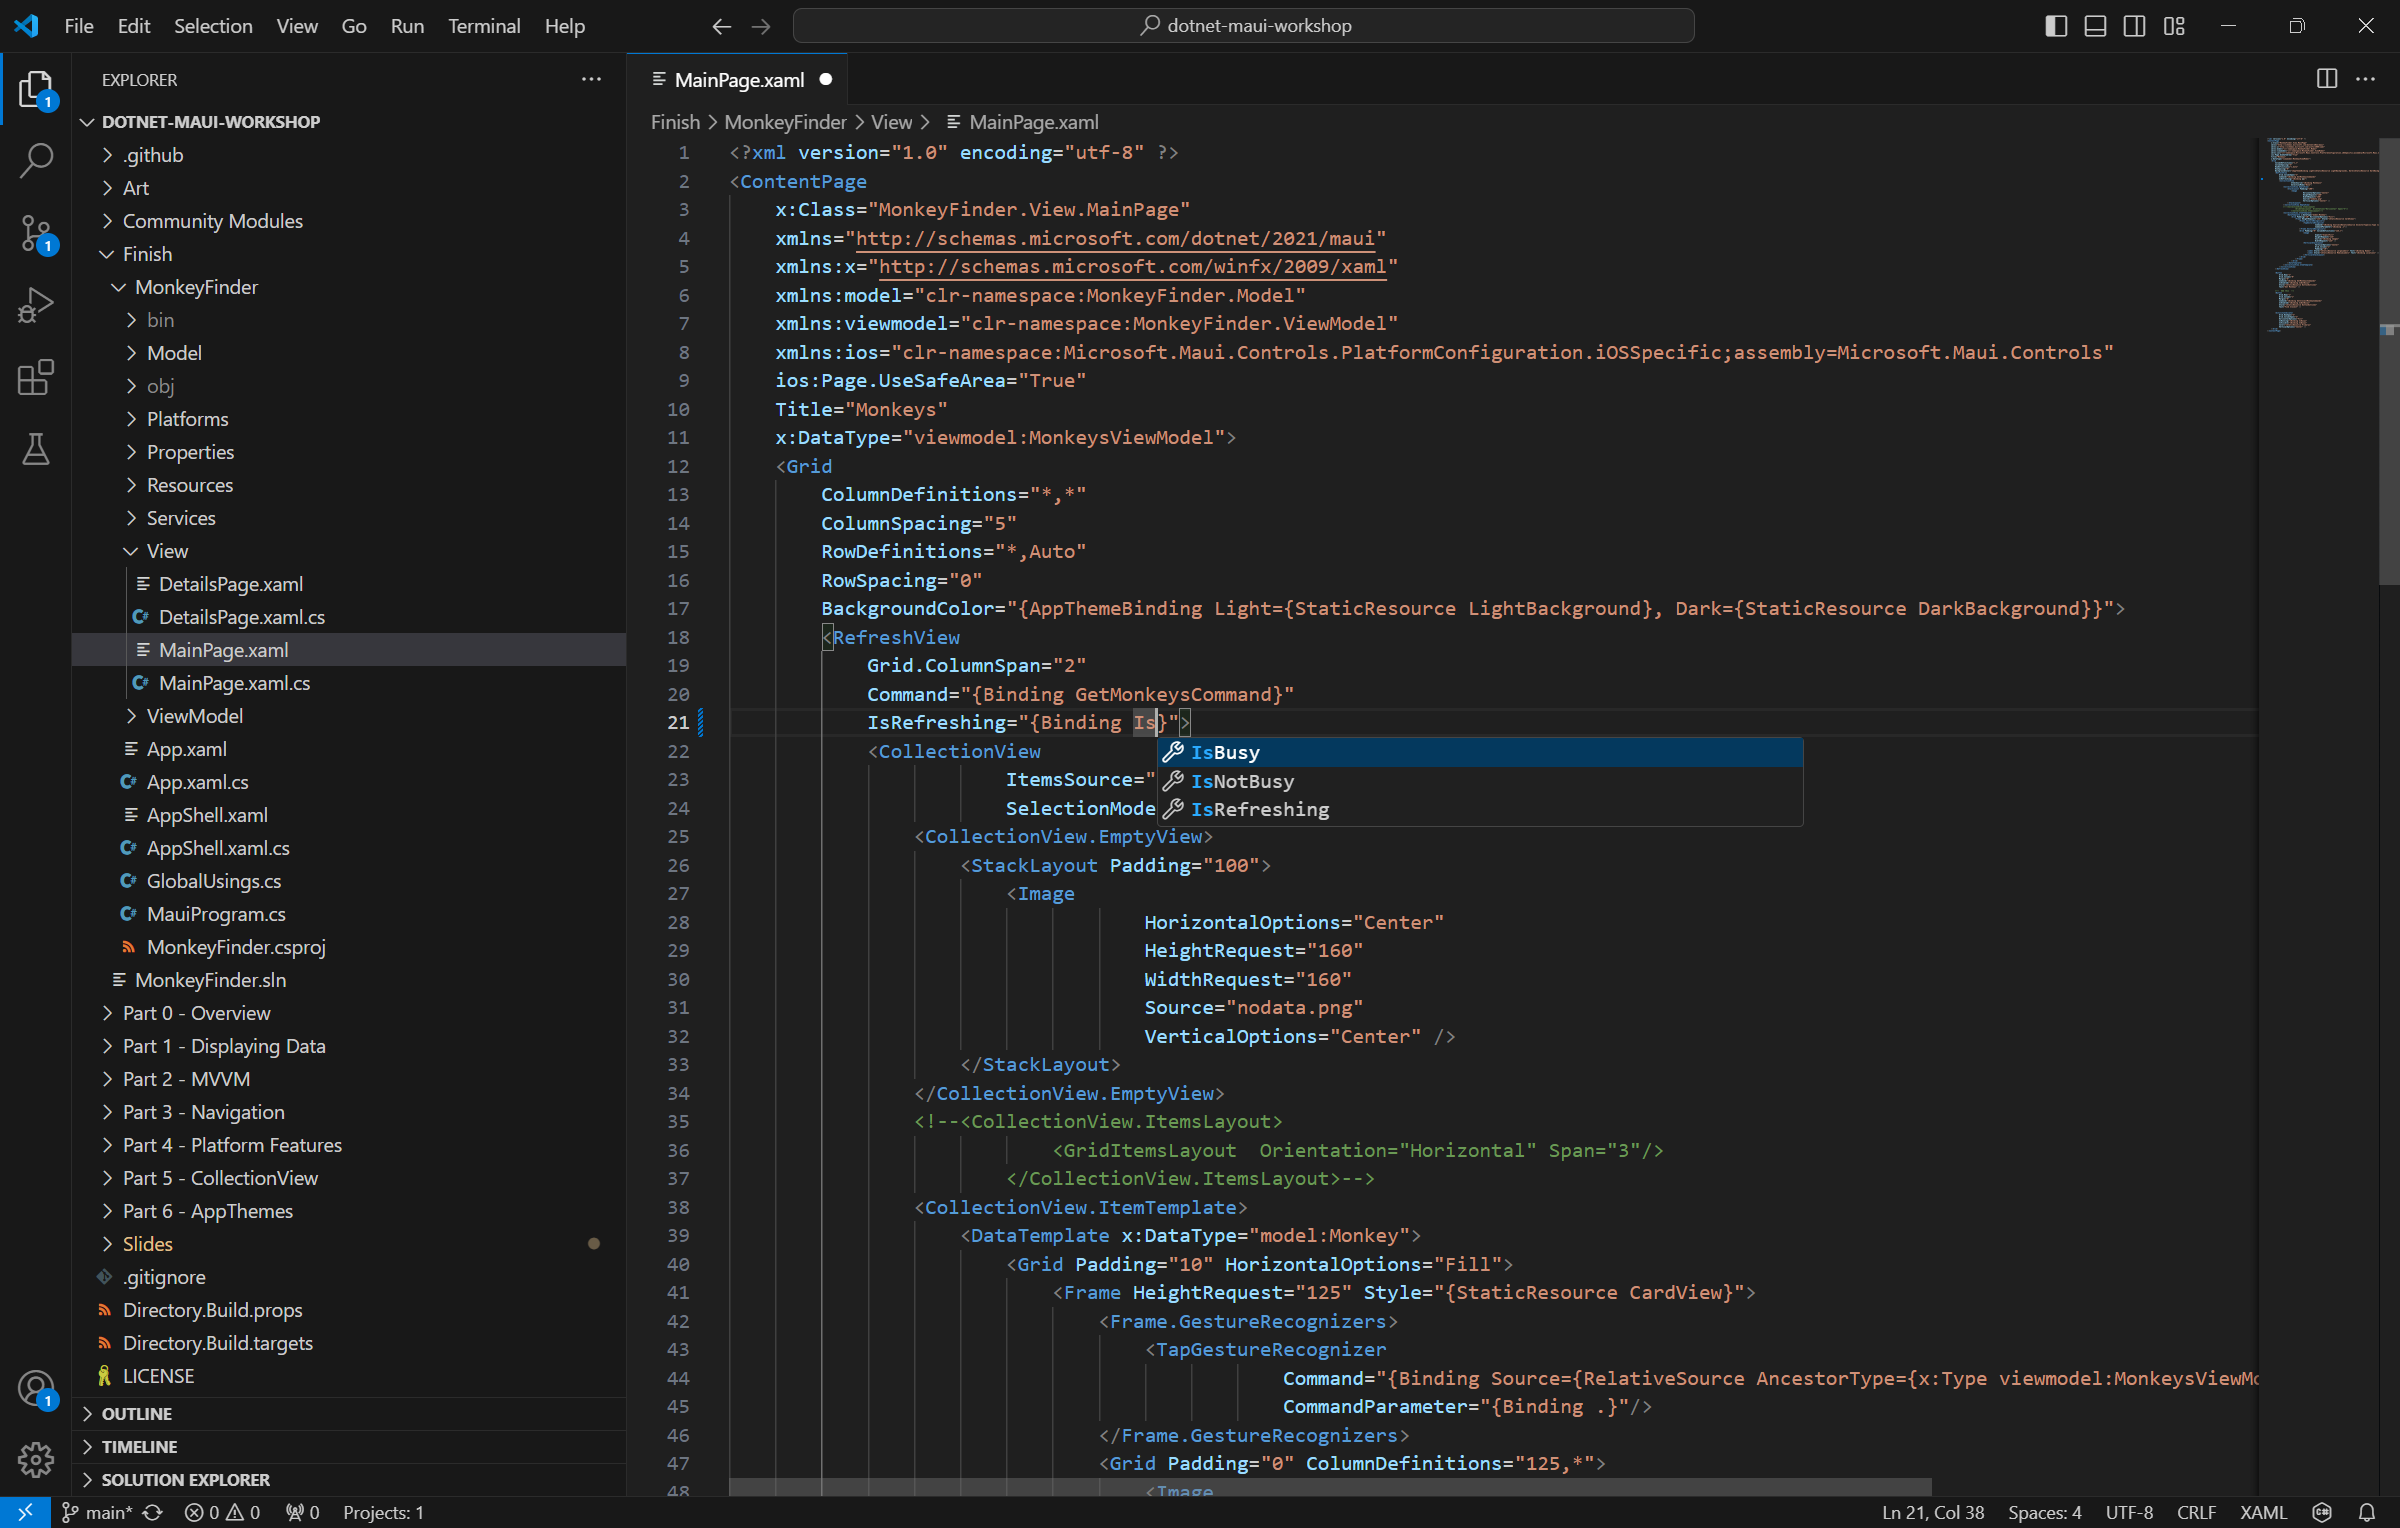 File Edit Selection View Go Run Terminal Help
dotnet-maui-workshop
EXPLORER
DOTNET-MAUI-WORKSHOP
.github
Art
Community Modules
Finish
MonkeyFinder
bin
Model
obj
Platforms
Properties
Resources
Services
View
DetailsPage.xaml
DetailsPage.xaml.cs
MainPage.xaml
MainPage.xaml.cs
ViewModel
App.xaml
App.xaml.cs
AppShell.xaml
AppShell.xaml.cs
GlobalUsings.cs
MauiProgram.cs
MonkeyFinder.csproj
MonkeyFinder.sln
Part 0 - Overview
Part 1 - Displaying Data
Part 2 - MVVM
Part 3 - Navigation
Part 4 - Platform Features
Part 5 - CollectionView
Part 6 - AppThemes
Slides
.gitignore
Directory.Build.props
Directory.Build.targets
LICENSE
OUTLINE
TIMELINE
SOLUTION EXPLORER
1
1
1
MainPage.xaml
Finish > MonkeyFinder > View > MainPage.xaml
1 <?xml version="1.0" encoding="utf-8" ?>
2 <ContentPage
3 x:Class="MonkeyFinder.View.MainPage"
4 xmlns="http://schemas.microsoft.com/dotnet/2021/maui"
5 xmlns:x="http://schemas.microsoft.com/winfx/2009/xaml"
6 xmlns:model="clr-namespace:MonkeyFinder.Model"
7 xmlns:viewmodel="clr-namespace:MonkeyFinder.ViewModel"
8 xmlns:ios="clr-namespace:Microsoft.Maui.Controls.PlatformConfiguration.iOSSpecific;assembly=Microsoft.Maui.Controls"
9 ios:Page.UseSafeArea="True"
10 Title="Monkeys"
11 x:DataType="viewmodel:MonkeysViewModel">
12 <Grid
13 ColumnDefinitions="*,*"
14 ColumnSpacing="5"
15 RowDefinitions="*,Auto"
16 RowSpacing="0"
17 BackgroundColor="{AppThemeBinding Light={StaticResource LightBackground}, Dark={StaticResource DarkBackground}}">
18 <RefreshView
19 Grid.ColumnSpan="2"
20 Command="{Binding GetMonkeysCommand}"
21 IsRefreshing="{Binding Is}">
22 <CollectionView
IsBusy
23 ItemsSource="
IsNotBusy
24 SelectionMode
IsRefreshing
25 <CollectionView.EmptyView>
26 <StackLayout Padding="100">
27 <Image
28 HorizontalOptions="Center"
29 HeightRequest="160"
30 WidthRequest="160"
31 Source="nodata.png"
32 VerticalOptions="Center" />
33 </StackLayout>
34 </CollectionView.EmptyView>
35 <!--<CollectionView.ItemsLayout>
36 <GridItemsLayout  Orientation="Horizontal" Span="3"/>
37 </CollectionView.ItemsLayout>-->
38 <CollectionView.ItemTemplate>
39 <DataTemplate x:DataType="model:Monkey">
40 <Grid Padding="10" HorizontalOptions="Fill">
41 <Frame HeightRequest="125" Style="{StaticResource CardView}">
42 <Frame.GestureRecognizers>
43 <TapGestureRecognizer
44 Command="{Binding Source={RelativeSource AncestorType={x:Type viewmodel:MonkeysViewMo
45 CommandParameter="{Binding .}"/>
46 </Frame.GestureRecognizers>
47 <Grid Padding="0" ColumnDefinitions="125,*">
48 <Image
main* 0 0 0 Projects: 1
Ln 21, Col 38 Spaces: 4 UTF-8 CRLF XAML